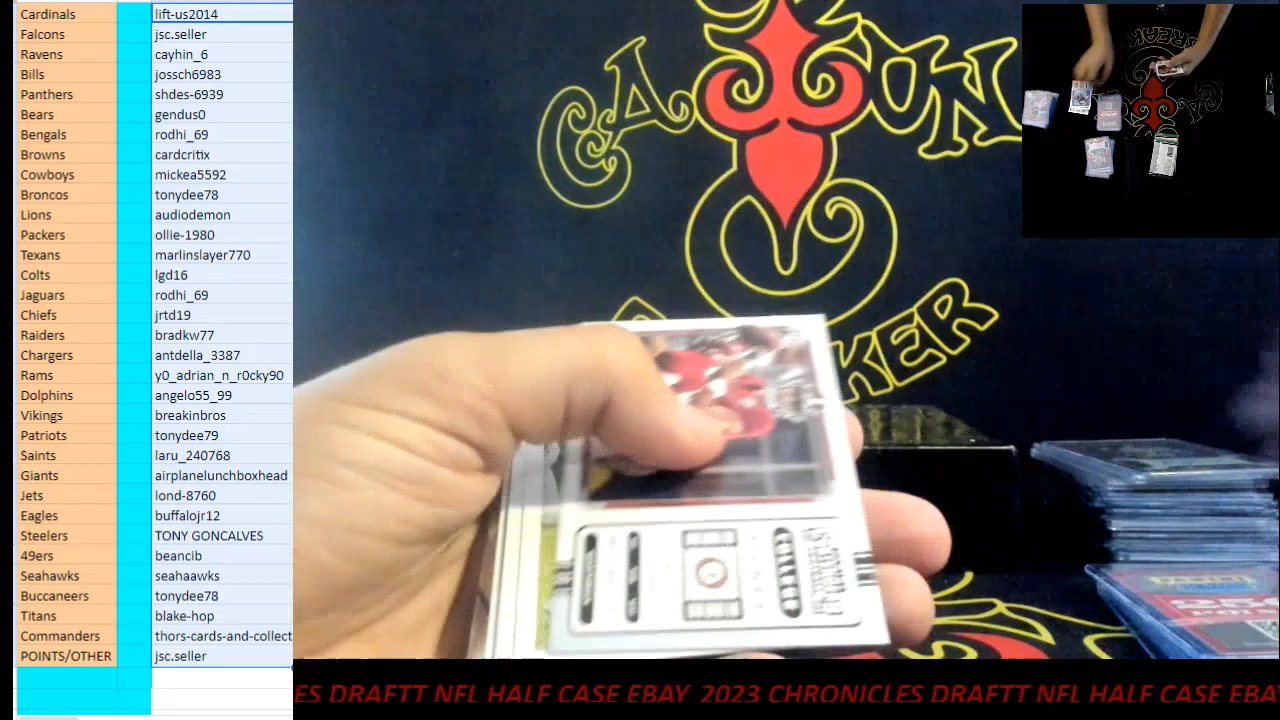 Cardinals lift-us2014
Falcons jsc.seller
Ravens cayhin_6
Bills jossch6983
Panthers shdes-6939
Bears gendus0
Bengals rodhi_69
Browns cardcritix
Cowboys mickea5592
Broncos tonydee78
Lions audiodemon
Packers ollie-1980
Texans marlinslayer770
Colts lgd16
Jaguars rodhi_69
Chiefs jrtd19
Raiders bradkw77
Chargers antdella_3387
Rams y0_adrian_n_r0cky90
Dolphins angelo55_99
Vikings breakinbros
Patriots tonydee79
Saints laru_240768
Giants airplanelunchboxhead
Jets lond-8760
Eagles buffalojr12
Steelers TONY GONCALVES
49ers beancib
Seahawks seahaawks
Buccaneers tonydee78
Titans blake-hop_
Commanders thors-cards-and-collect
POINTS/OTHER jsc.seller
CA ON
KER
PANINI
ES DRAFTT NFL HALF CASE EBAY 2023 CHRONICLES DRAFTT NFL HALF CASE EBA